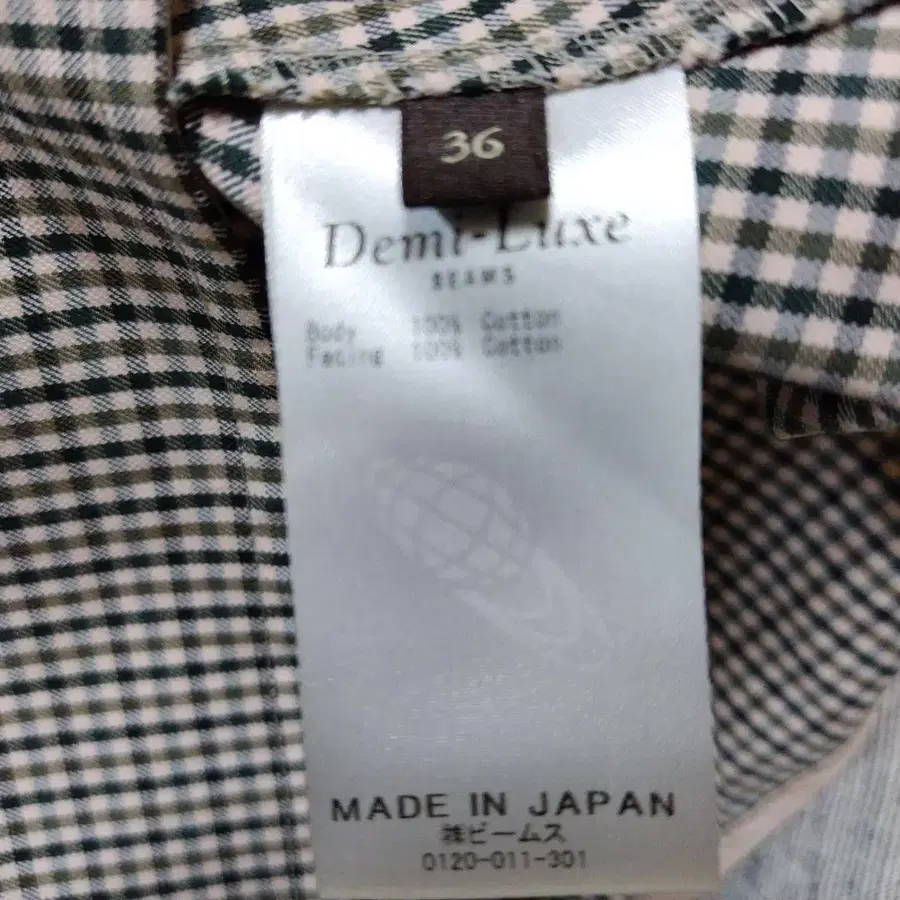 36
Demi-Luxe
BEAMS
Body 100% Cotton
Facing 100% Cotton
MADE IN JAPAN
㈱ビームス
0120-011-301